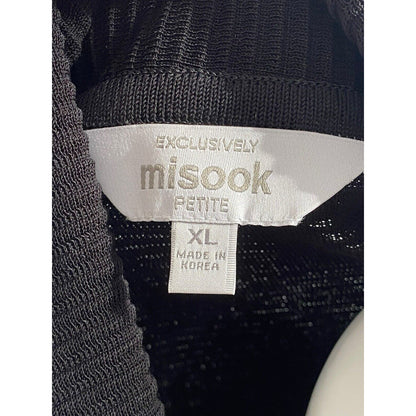 EXCLUSIVELY
misook
PETITE
XL
MADE IN
KOREA